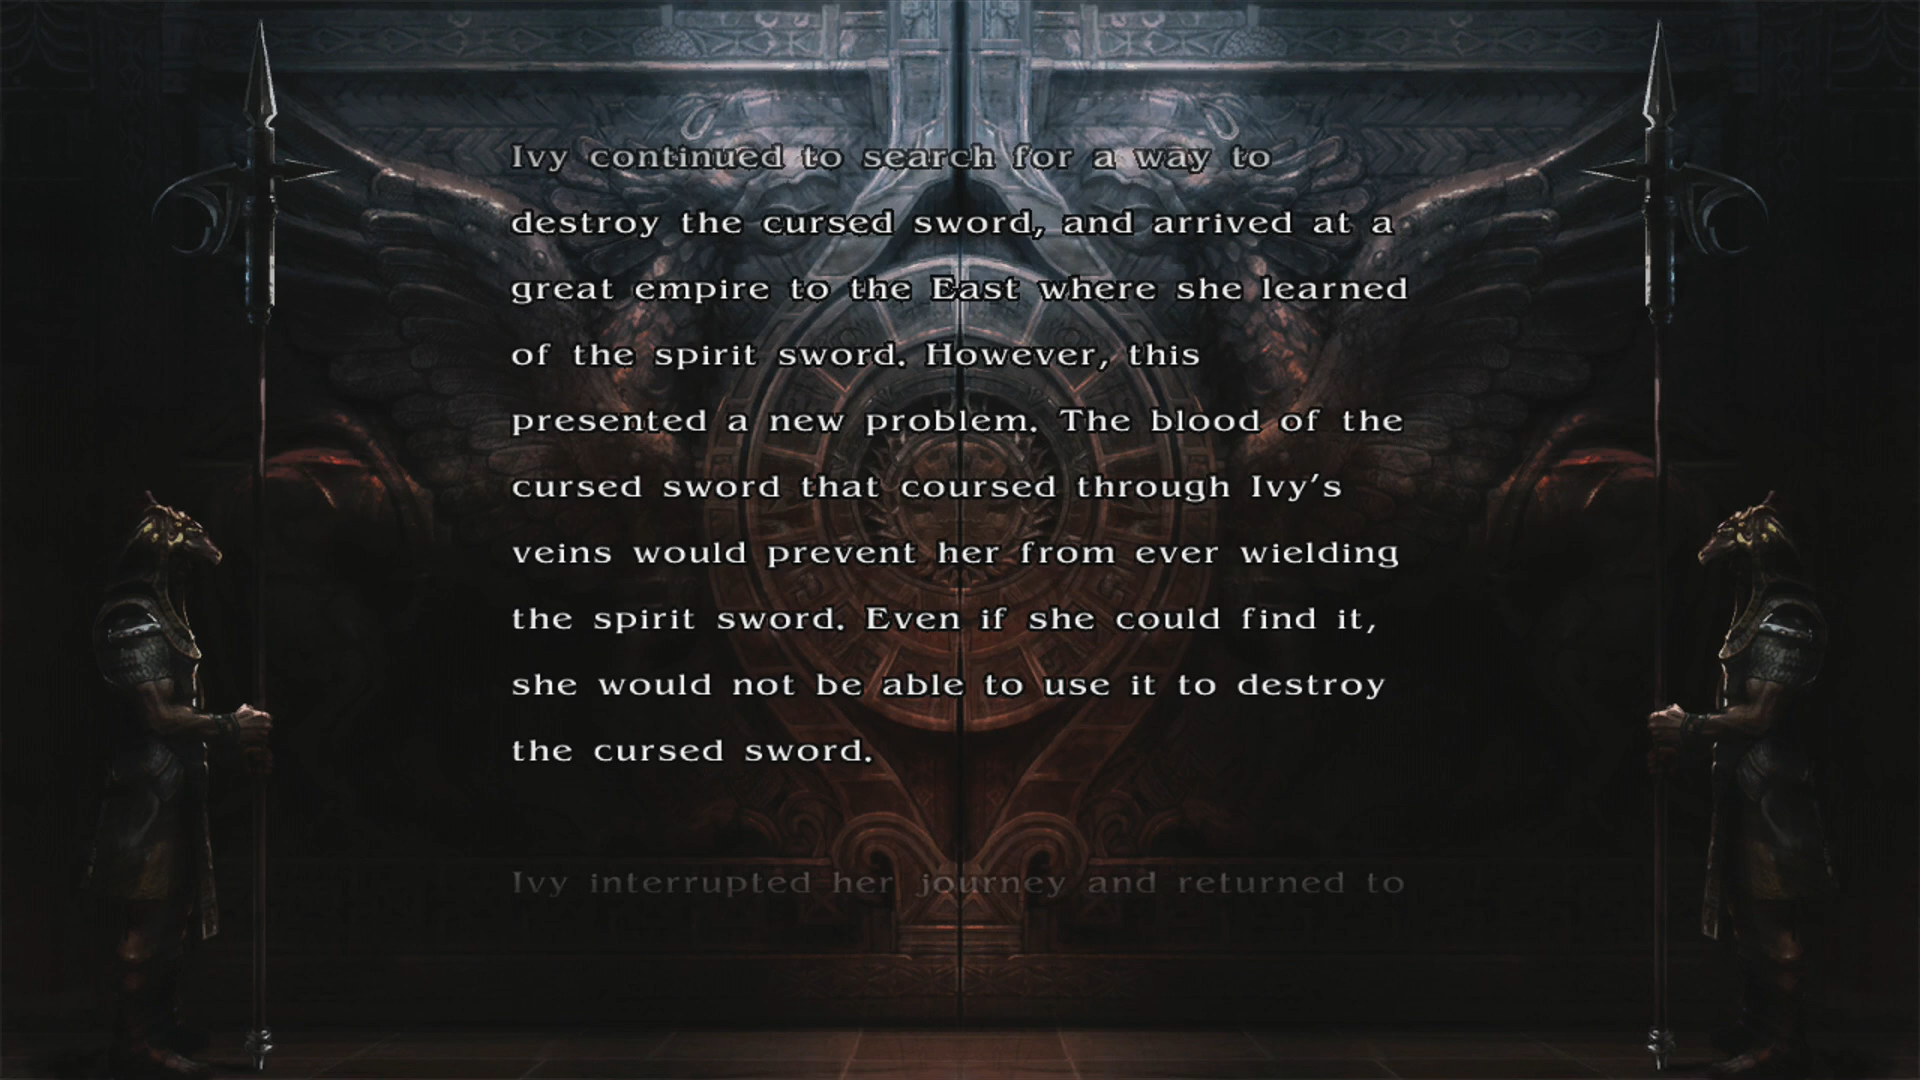 Ivy continued to search for a way to
destroy the cursed sword, and arrived at a
great empire to the East where she learned
of the spirit sword. However, this
presented a new problem. The blood of the
cursed sword that coursed through Ivy's
veins would prevent her from ever wielding
the spirit sword. Even if she could find it,
she would not be able to use it to destroy
the cursed sword.
Ivy interrupted her journey and returned to